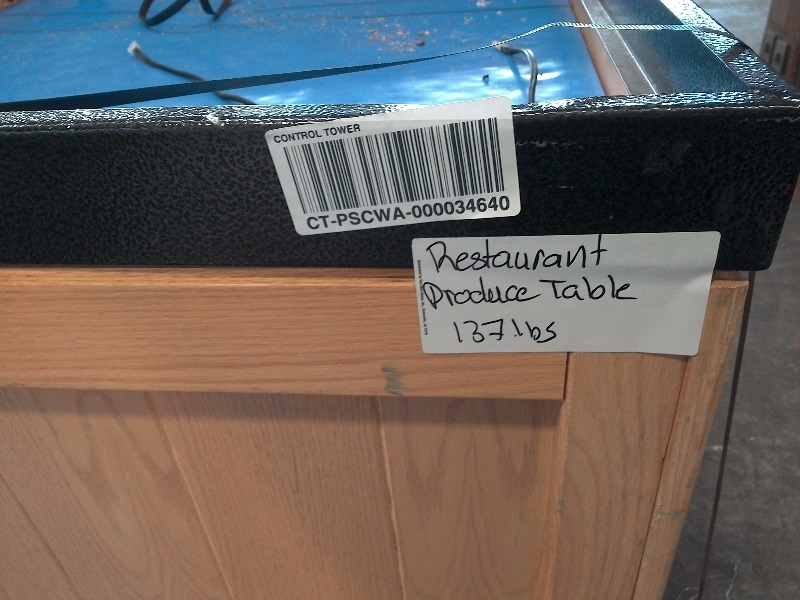 CONTROL TOWER
CT-PSCWA-000034640
Restaurant
Produce Table
137 lbs